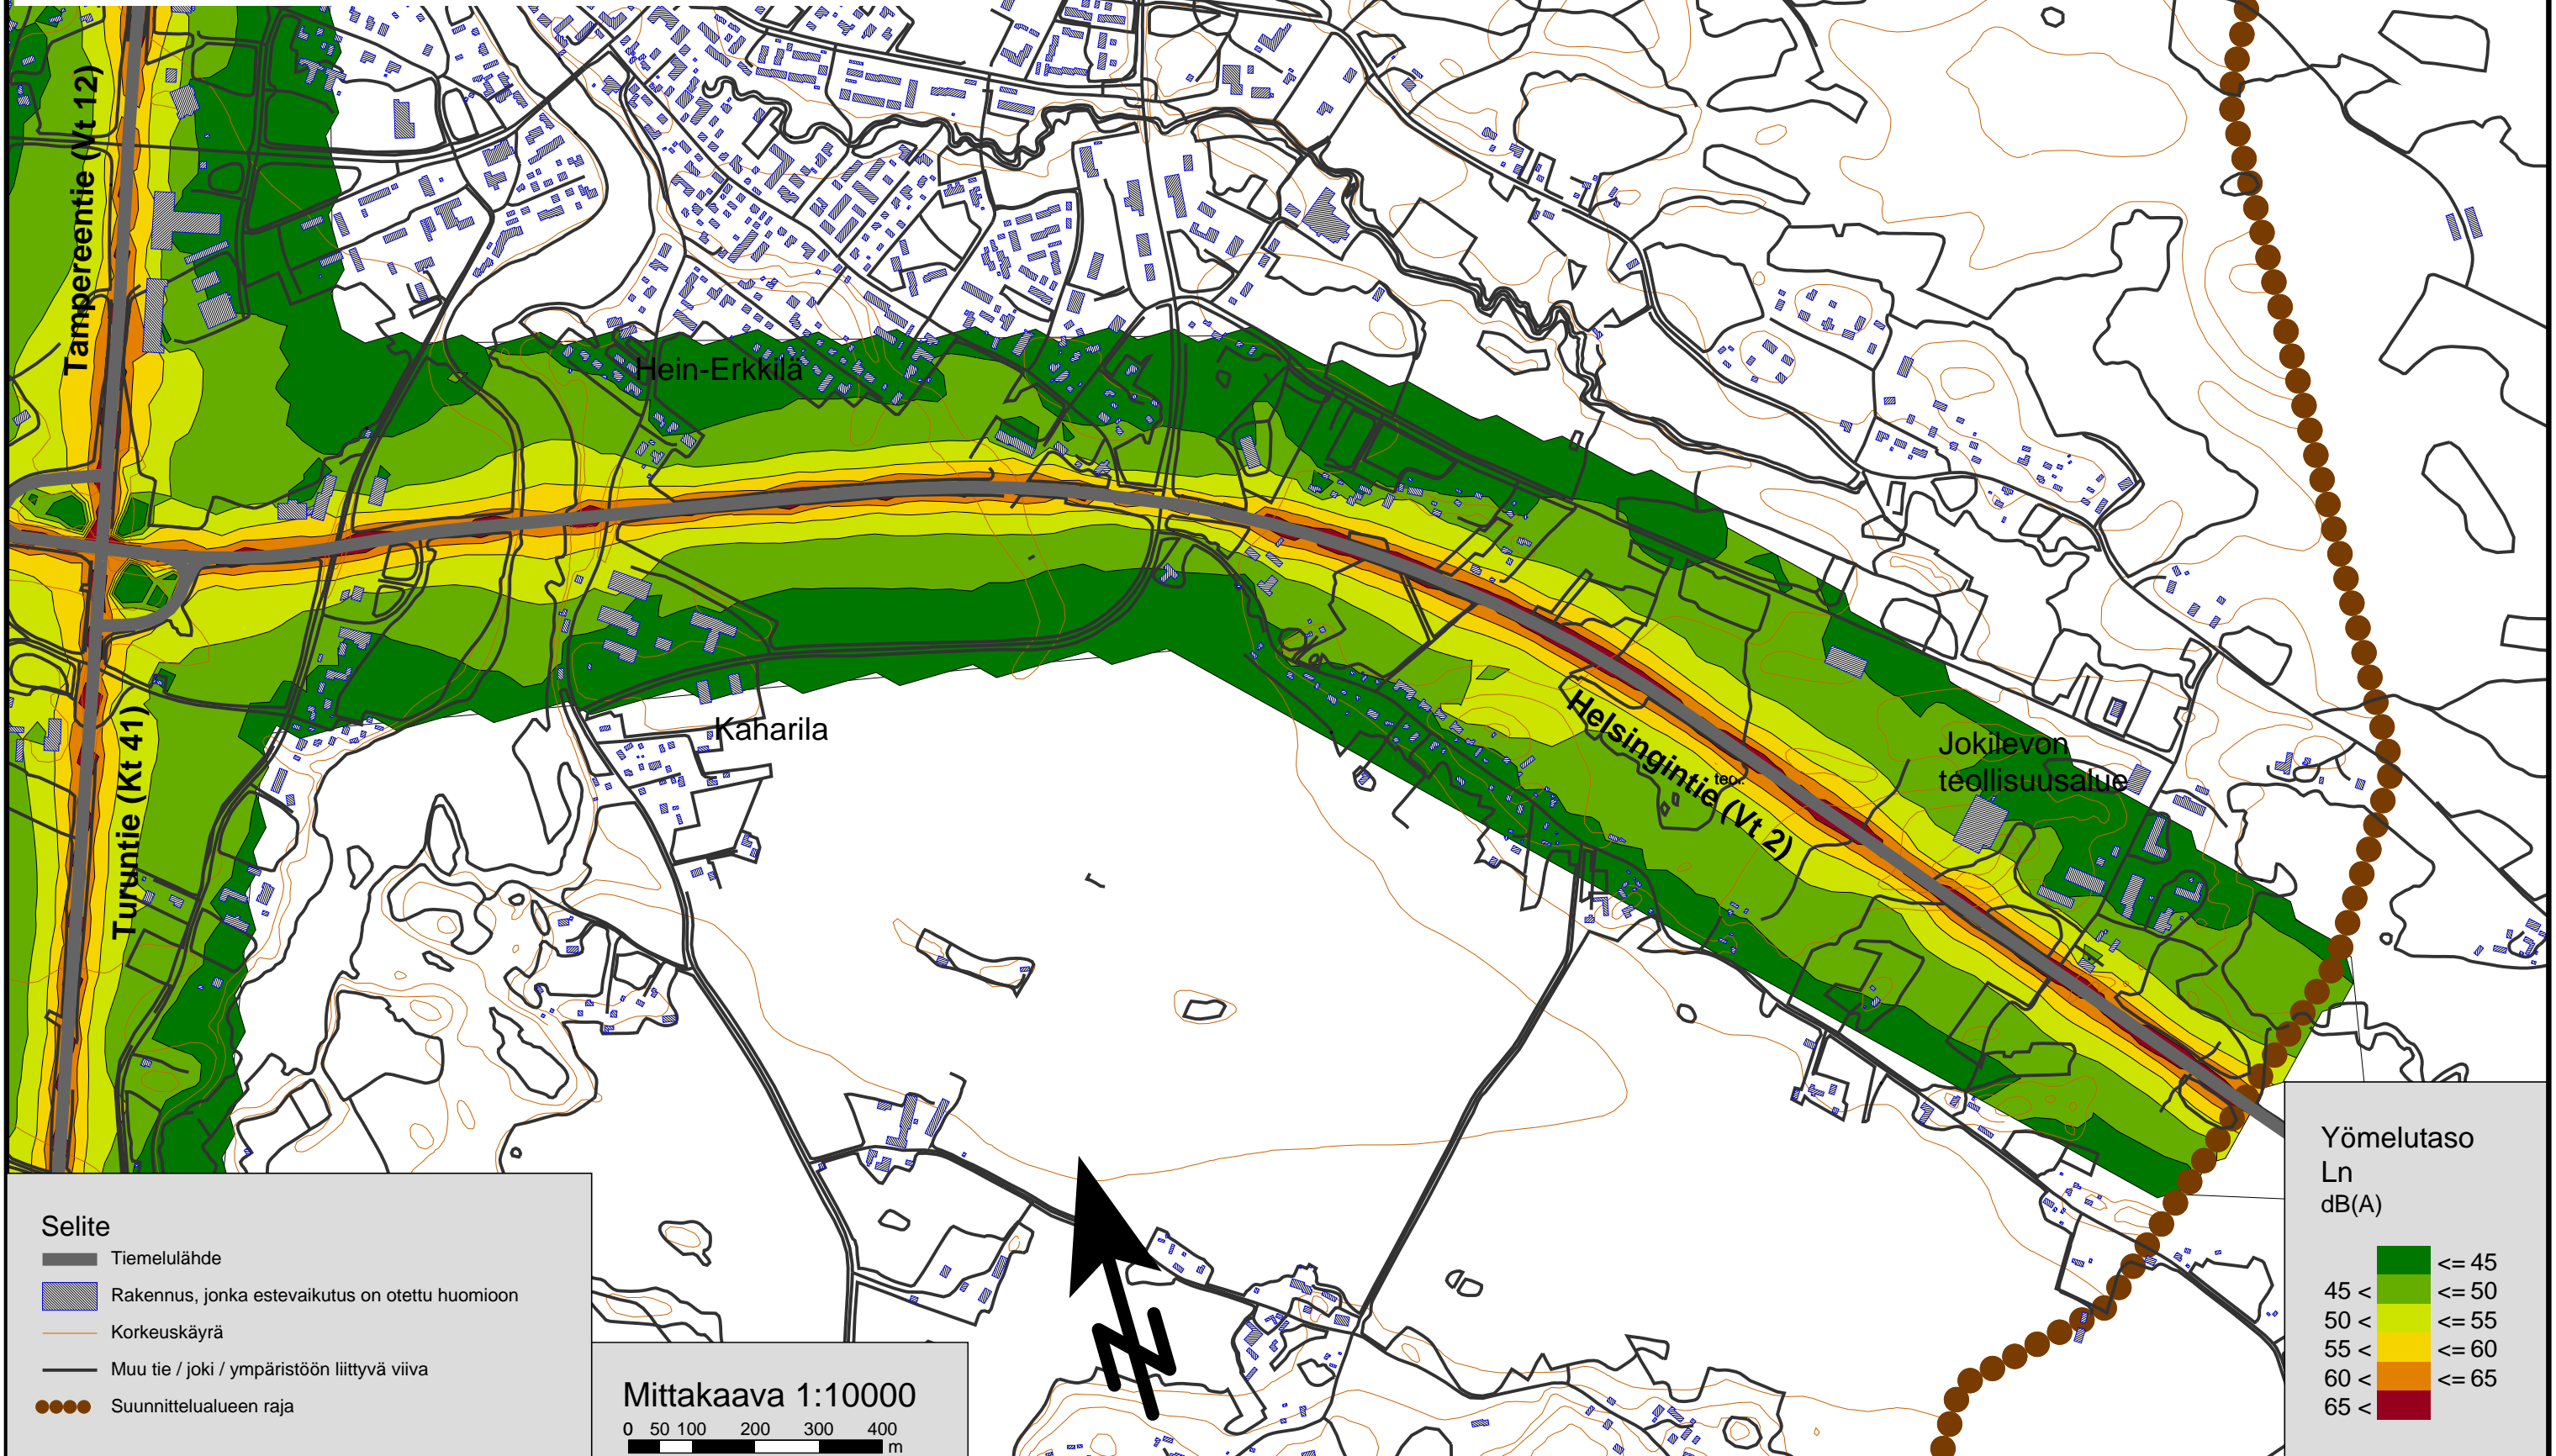 Tampereentie (Vt 12)
Hein-Erkkilä
Kaharila
Turuntie (Kt 41)
Helsingintie (Vt 2)
teo..
Jokilevon
teollisuusalue
Selite
Tiemelulähde
Rakennus, jonka estevaikutus on otettu huomioon
Korkeuskäyrä
Muu tie / joki / ympäristöön liittyvä viiva
Suunnittelualueen raja
Mittakaava 1:10000
0 50 100 200 300 400
m
N
Yömelutaso
Ln
dB(A)
<= 45
45 < <= 50
50 < <= 55
55 < <= 60
60 < <= 65
65 <